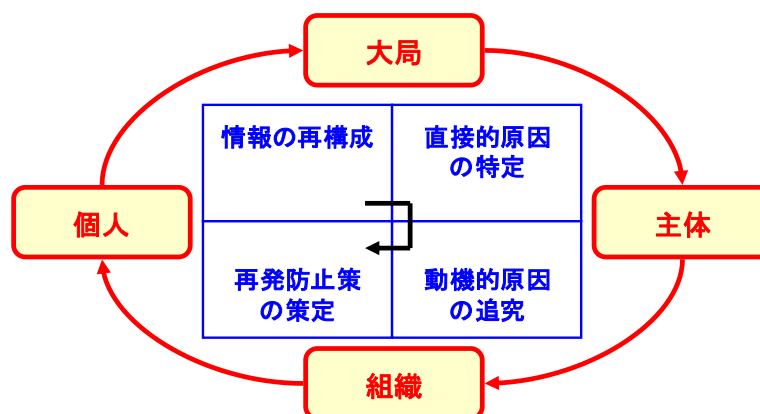 大局
情報の再構成
直接的原因
の特定
個人
主体
再発防止策
の策定
動機的原因
の追究
組織